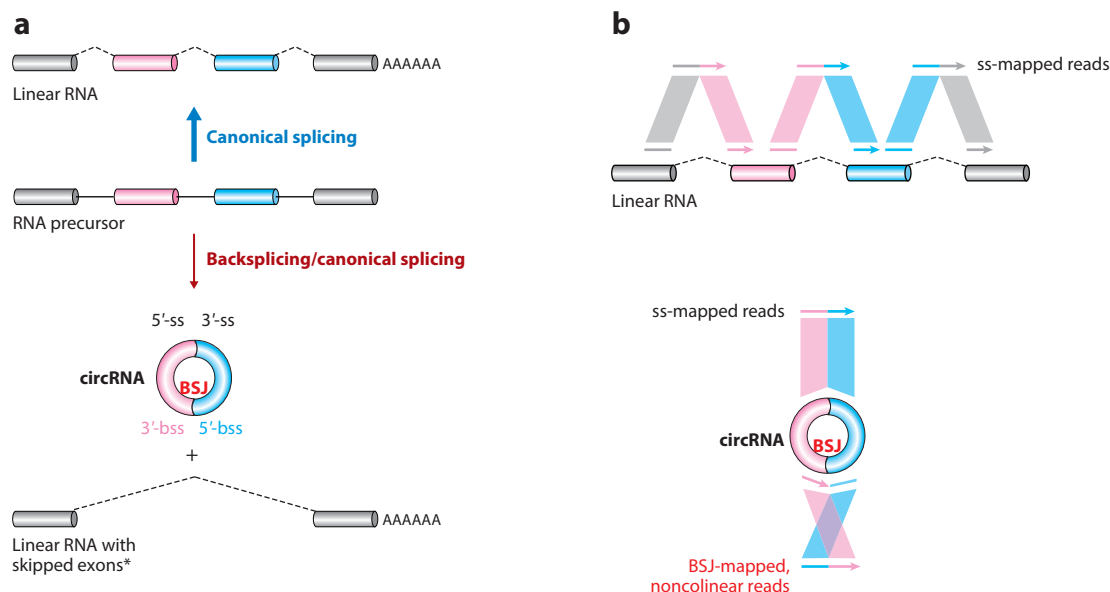 a
AAAAAA
Linear RNA
Canonical splicing
RNA precursor
Backsplicing/canonical splicing
5′-ss 3′-ss
circRNA
BSJ
3′-bss 5′-bss
+
AAAAAA
Linear RNA with
skipped exons*
b
ss-mapped reads
Linear RNA
ss-mapped reads
circRNA
BSJ
BSJ-mapped,
noncolinear reads